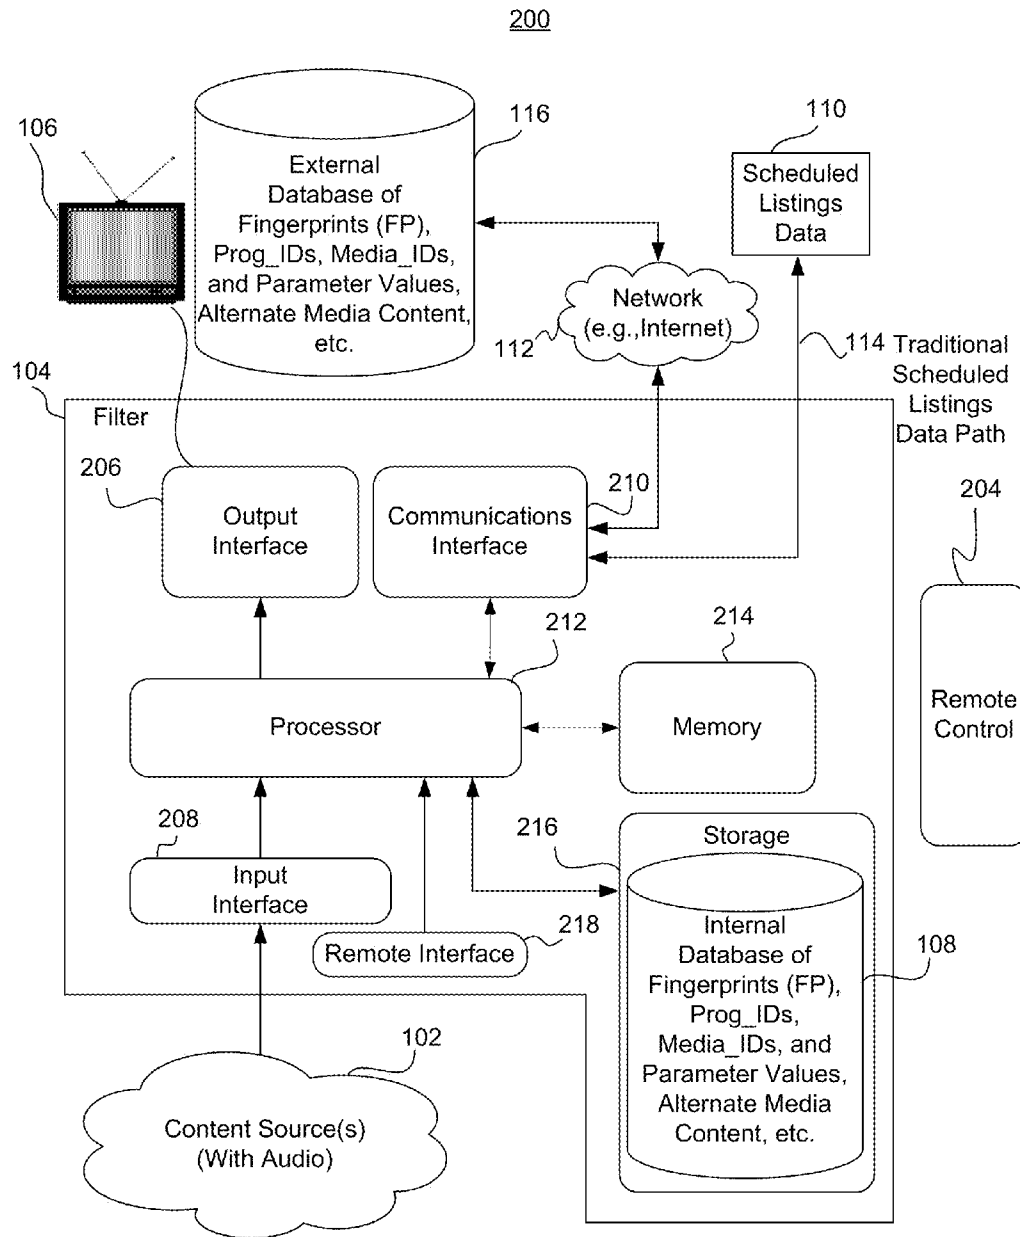 200
106
116
110
External
Database of
Fingerprints (FP),
Prog_IDs, Media_IDs,
and Parameter Values,
Alternate Media Content,
etc.
Scheduled
Listings
Data
Network
(e.g.,Internet)
112
114 Traditional
Scheduled
Listings
Data Path
104
Filter
206
Output
Interface
210
Communications
Interface
204
Remote
Control
212
Processor
214
Memory
208
Input
Interface
Remote Interface
218
216
Storage
Internal
Database of
Fingerprints (FP),
Prog_IDs,
Media_IDs, and
Parameter Values,
Alternate Media
Content, etc.
108
102
Content Source(s)
(With Audio)